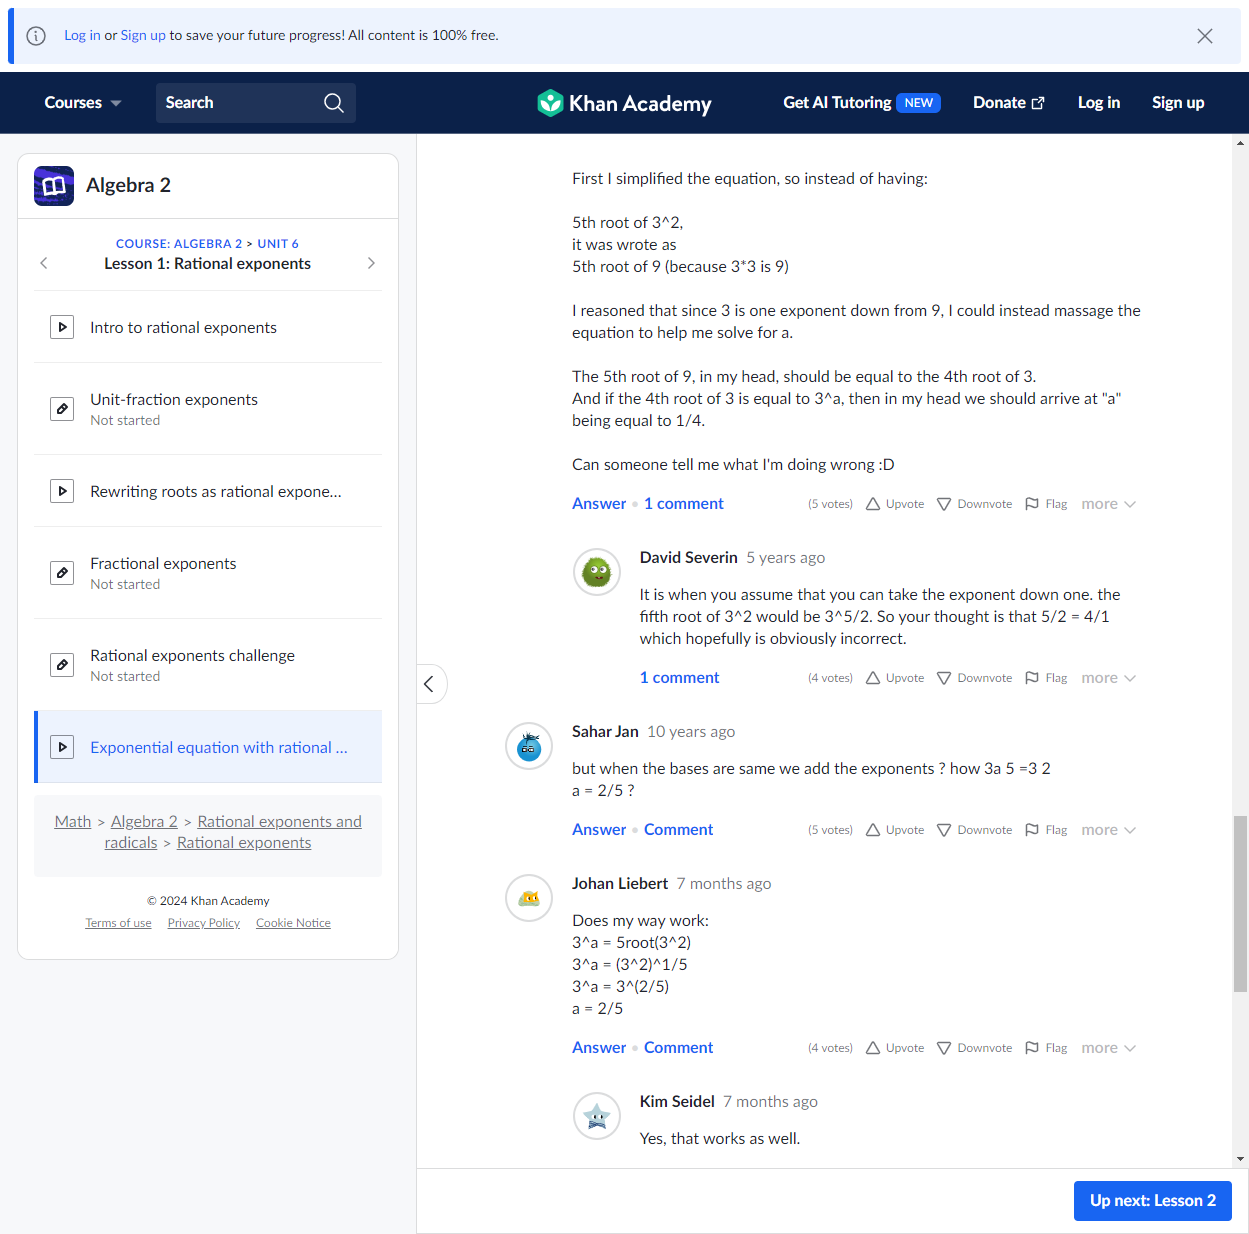 Log in or Sign up to save your future progress! All content is 100% free.
Courses
Search
Khan Academy
Get AI Tutoring NEW
Donate
Log in
Sign up
Algebra 2
COURSE: ALGEBRA 2 > UNIT 6
Lesson 1: Rational exponents
Intro to rational exponents
Unit-fraction exponents
Not started
Rewriting roots as rational expone...
Fractional exponents
Not started
Rational exponents challenge
Not started
Exponential equation with rational ...
Math > Algebra 2 > Rational exponents and
radicals > Rational exponents
© 2024 Khan Academy
Terms of use Privacy Policy Cookie Notice
First I simplified the equation, so instead of having:
5th root of 3^2,
it was wrote as
5th root of 9 (because 3*3 is 9)
I reasoned that since 3 is one exponent down from 9, I could instead massage the
equation to help me solve for a.
The 5th root of 9, in my head, should be equal to the 4th root of 3.
And if the 4th root of 3 is equal to 3^a, then in my head we should arrive at "a"
being equal to 1/4.
Can someone tell me what I'm doing wrong :D
Answer • 1 comment (5 votes) Upvote Downvote Flag more
David Severin 5 years ago
It is when you assume that you can take the exponent down one. the
fifth root of 3^2 would be 3^5/2. So your thought is that 5/2 = 4/1
which hopefully is obviously incorrect.
1 comment (4 votes) Upvote Downvote Flag more
Sahar Jan 10 years ago
but when the bases are same we add the exponents ? how 3a 5 =3 2
a = 2/5 ?
Answer • Comment (5 votes) Upvote Downvote Flag more
Johan Liebert 7 months ago
Does my way work:
3^a = 5root(3^2)
3^a = (3^2)^1/5
3^a = 3^(2/5)
a = 2/5
Answer • Comment (4 votes) Upvote Downvote Flag more
Kim Seidel 7 months ago
Yes, that works as well.
Up next: Lesson 2